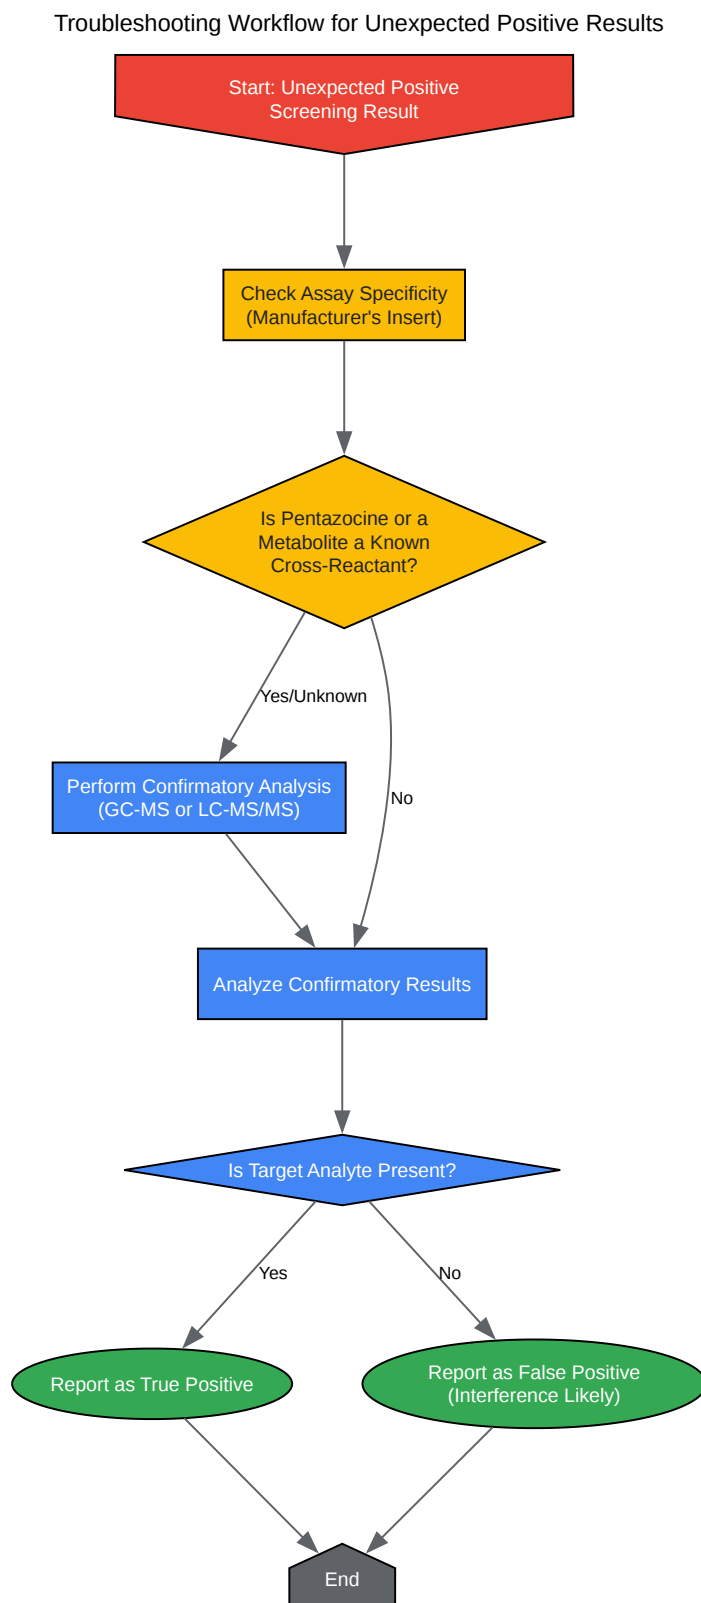 Troubleshooting Workflow for Unexpected Positive Results
Start: Unexpected Positive
Screening Result
Check Assay Specificity
(Manufacturer's Insert)
Is Pentazocine or a
Metabolite a Known
Cross-Reactant?
Yes/Unknown
Perform Confirmatory Analysis
(GC-MS or LC-MS/MS)
No
Analyze Confirmatory Results
Is Target Analyte Present?
Yes
No
Report as True Positive
Report as False Positive
(Interference Likely)
End